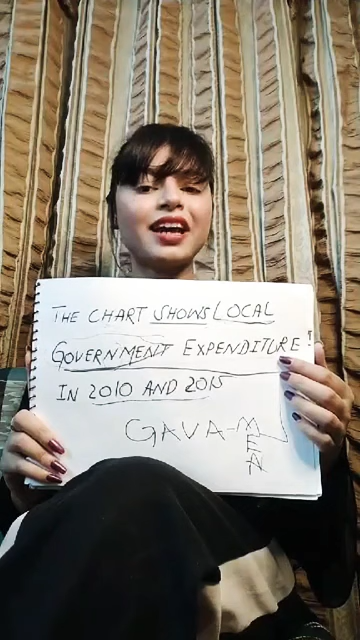 THE CHART SHOWS LOCAL
GOVERNMENT EXPENDITURE
IN 2010 AND 2015
GAVA-MEN